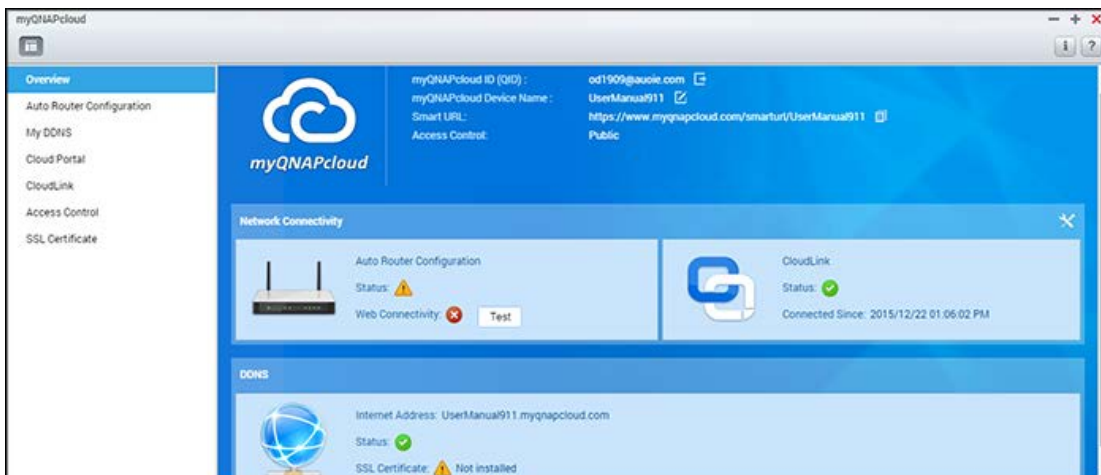 myQNAPcloud
Overview
Auto Router Configuration
My DDNS
Cloud Portal
CloudLink
Access Control
SSL Certificate
myQNAPcloud
myQNAPcloud ID (QID) : od1909@auoie.com
myQNAPcloud Device Name : UserManual911
Smart URL: https://www.myqnapcloud.com/smarturl/UserManual911
Access Control: Public
Network Connectivity
Auto Router Configuration
Status:
Web Connectivity: Test
CloudLink
Status:
Connected Since: 2015/12/22 01:06:02 PM
DDNS
Internet Address: UserManual911.myqnapcloud.com
Status:
SSL Certificate: Not installed